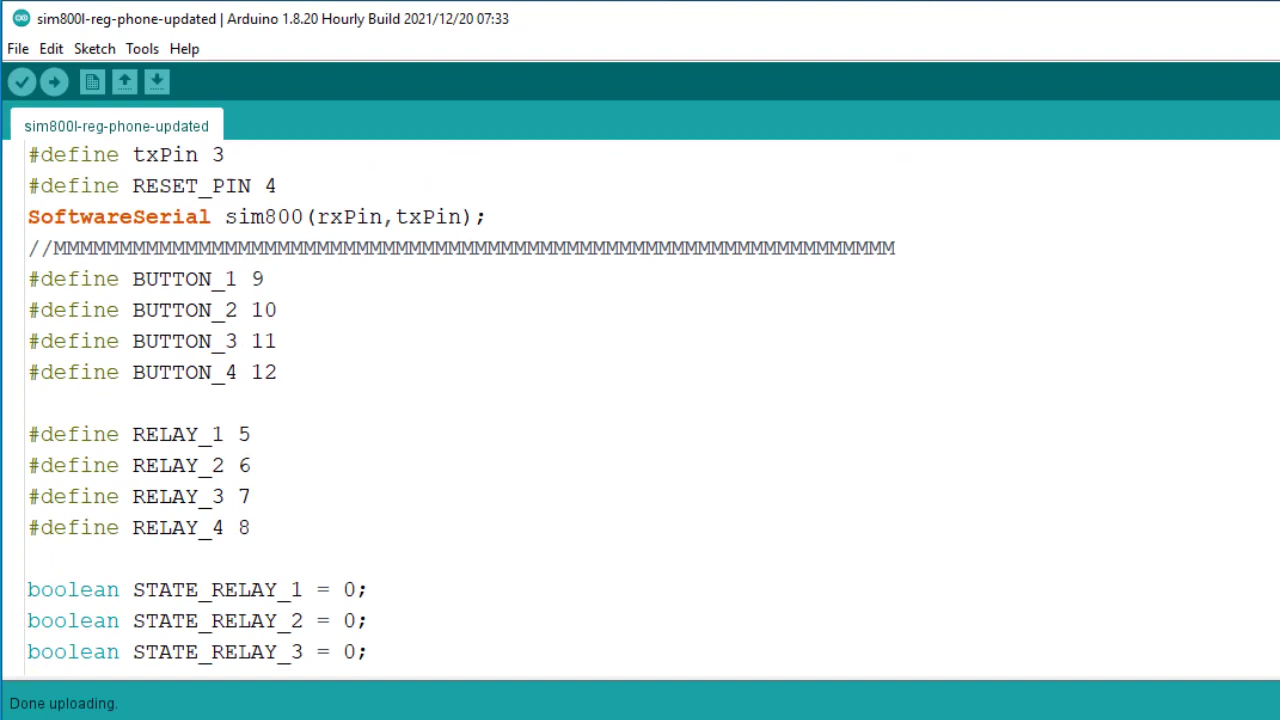 sim800l-reg-phone-updated | Arduino 1.8.20 Hourly Build 2021/12/20 07:33
File Edit Sketch Tools Help
sim800l-reg-phone-updated
#define txPin 3
#define RESET_PIN 4
SoftwareSerial sim800(rxPin,txPin);
//MMMMMMMMMMMMMMMMMMMMMMMMMMMMMMMMMMMMMMMMMMMMMMMMMMMMMMMMMMMMMMMM
#define BUTTON_1 9
#define BUTTON_2 10
#define BUTTON_3 11
#define BUTTON_4 12
#define RELAY_1 5
#define RELAY_2 6
#define RELAY_3 7
#define RELAY_4 8
boolean STATE_RELAY_1 = 0;
boolean STATE_RELAY_2 = 0;
boolean STATE_RELAY_3 = 0;
Done uploading.